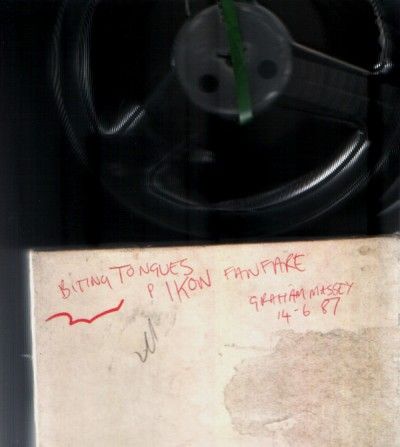 BITING TONGUES
P IKON FANFARE
GRAHAM MASSEY
14-6 87